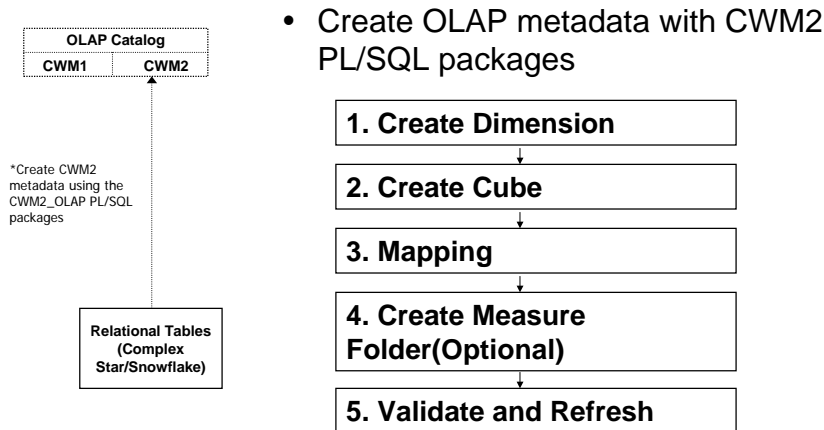 • Create OLAP metadata with CWM2
PL/SQL packages
OLAP Catalog
CWM1 CWM2
*Create CWM2
metadata using the
CWM2_OLAP PL/SQL
packages
Relational Tables
(Complex
Star/Snowflake)
1. Create Dimension
2. Create Cube
3. Mapping
4. Create Measure
Folder(Optional)
5. Validate and Refresh